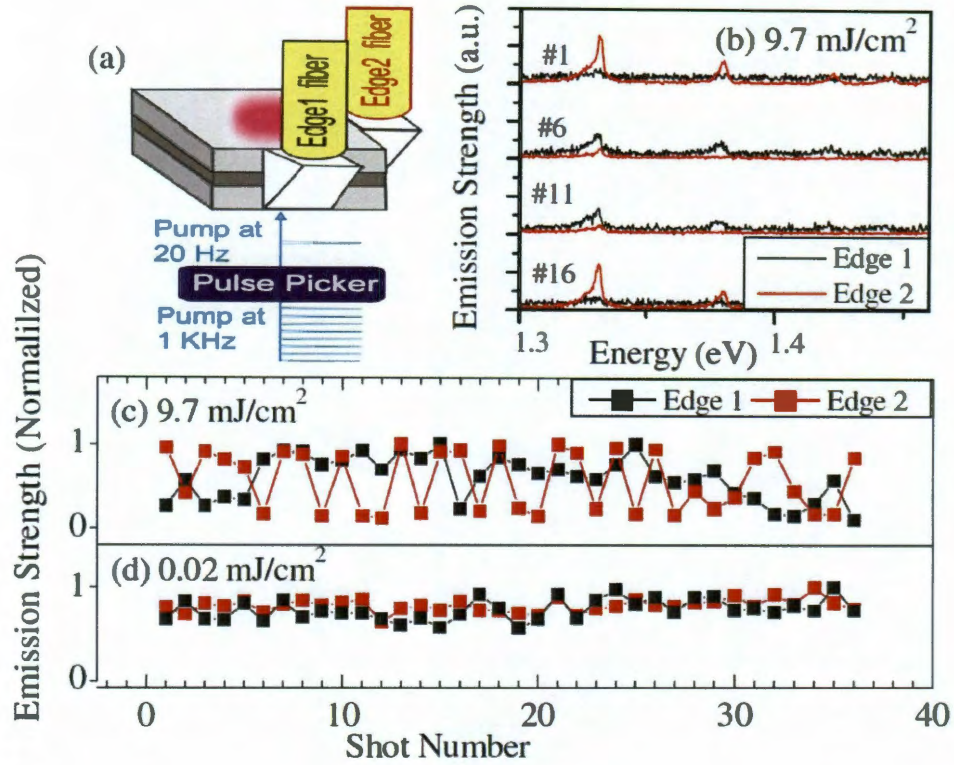 (a)
Edge1 fiber
Edge2 fiber
Pump at
20 Hz
Pulse Picker
Pump at
1 KHz
(b) 9.7 mJ/cm²
#1
#6
#11
#16
Edge 1
Edge 2
Emission Strength (a.u.)
1.3
1.4
Energy (eV)
Emission Strength (Normalilzed)
(c) 9.7 mJ/cm²
Edge 1
Edge 2
1
0
(d) 0.02 mJ/cm²
1
0
0
10
20
30
40
Shot Number